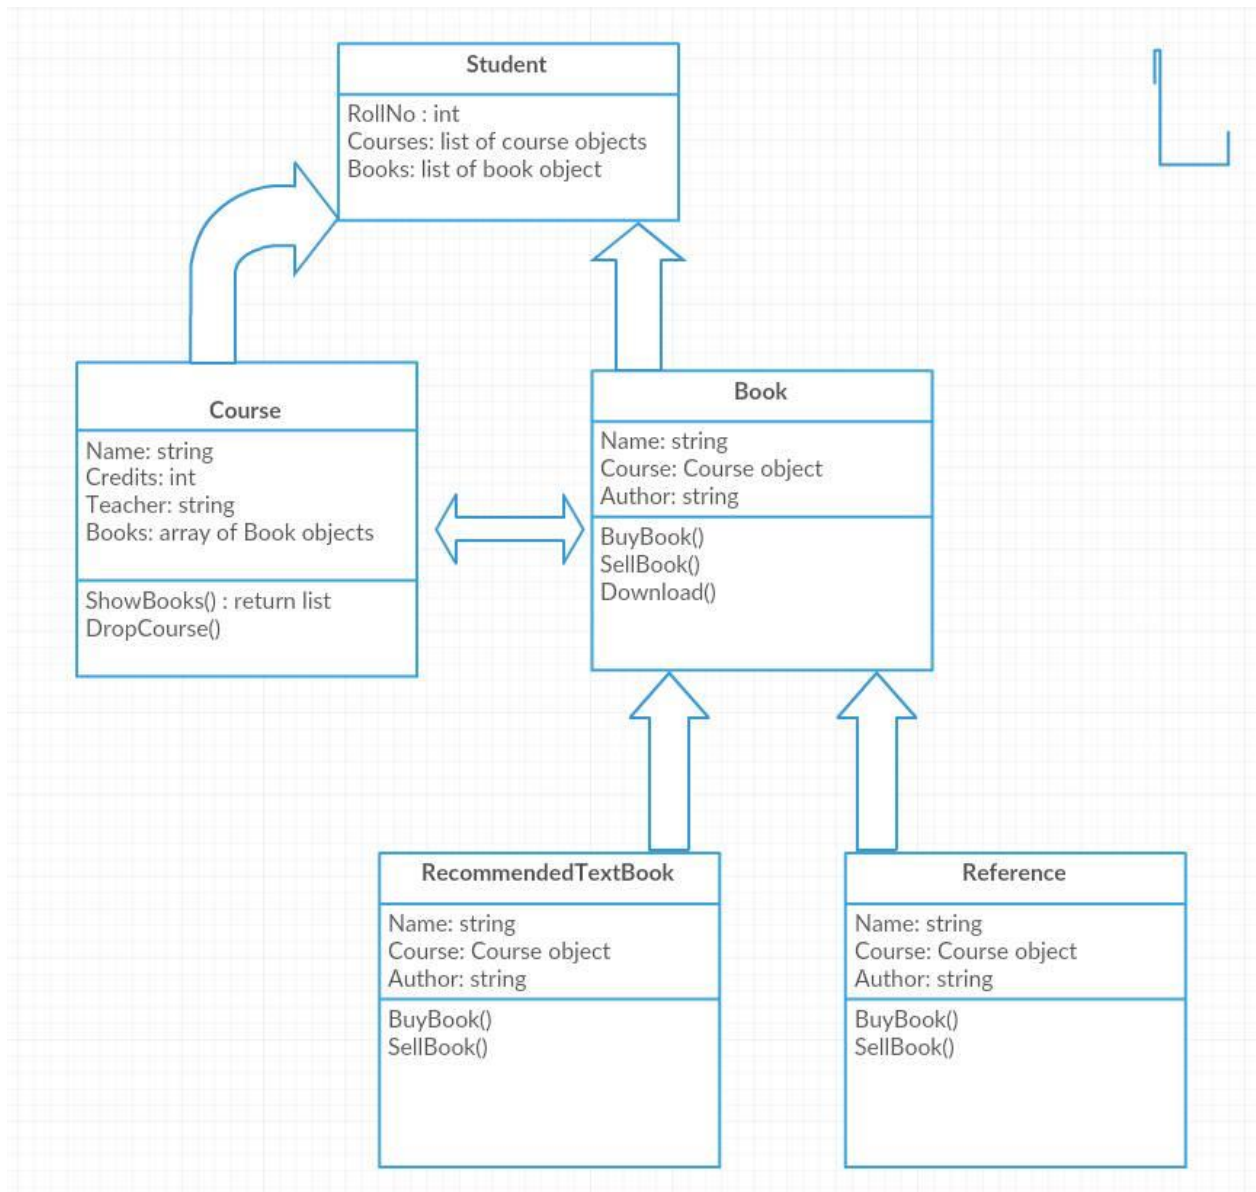 Student
RollNo : int
Courses: list of course objects
Books: list of book object
Course
Name: string
Credits: int
Teacher: string
Books: array of Book objects
ShowBooks() : return list
DropCourse()
Book
Name: string
Course: Course object
Author: string
BuyBook()
SellBook()
Download()
RecommendedTextBook
Name: string
Course: Course object
Author: string
BuyBook()
SellBook()
Reference
Name: string
Course: Course object
Author: string
BuyBook()
SellBook()